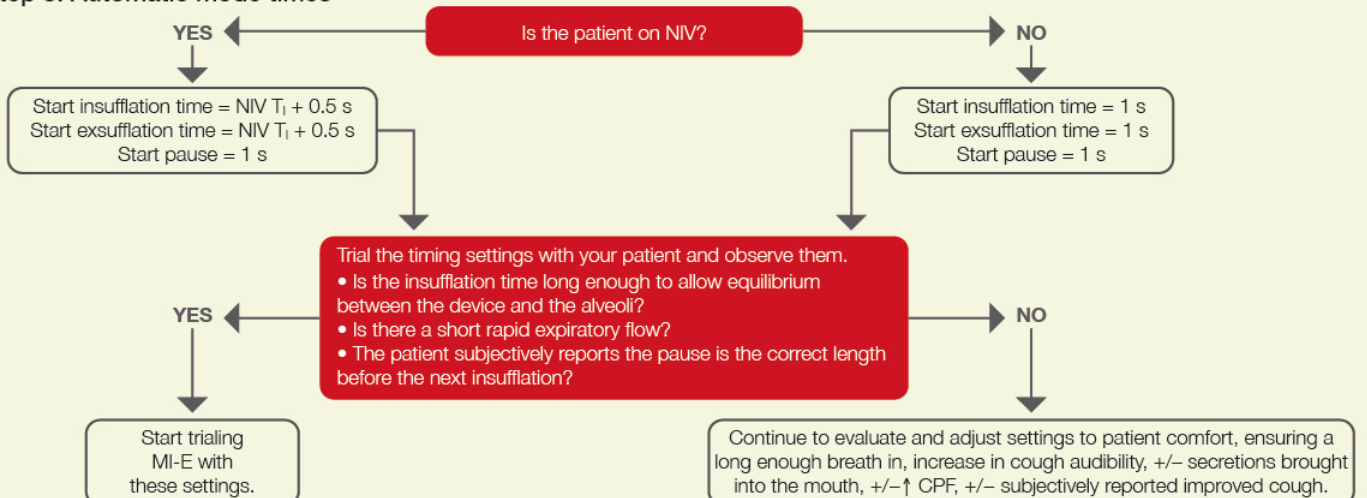 Automatic mode times
Is the patient on NIV?
YES
NO
Start insufflation time = NIV Tı + 0.5 s
Start exsufflation time = NIV Tı + 0.5 s
Start pause = 1 s
Start insufflation time = 1 s
Start exsufflation time = 1 s
Start pause = 1 s
Trial the timing settings with your patient and observe them.
• Is the insufflation time long enough to allow equilibrium
between the device and the alveoli?
• Is there a short rapid expiratory flow?
• The patient subjectively reports the pause is the correct length
before the next insufflation?
YES
NO
Start trialing
MI-E with
these settings.
Continue to evaluate and adjust settings to patient comfort, ensuring a
long enough breath in, increase in cough audibility, +/– secretions brought
into the mouth, +/–↑ CPF, +/– subjectively reported improved cough.